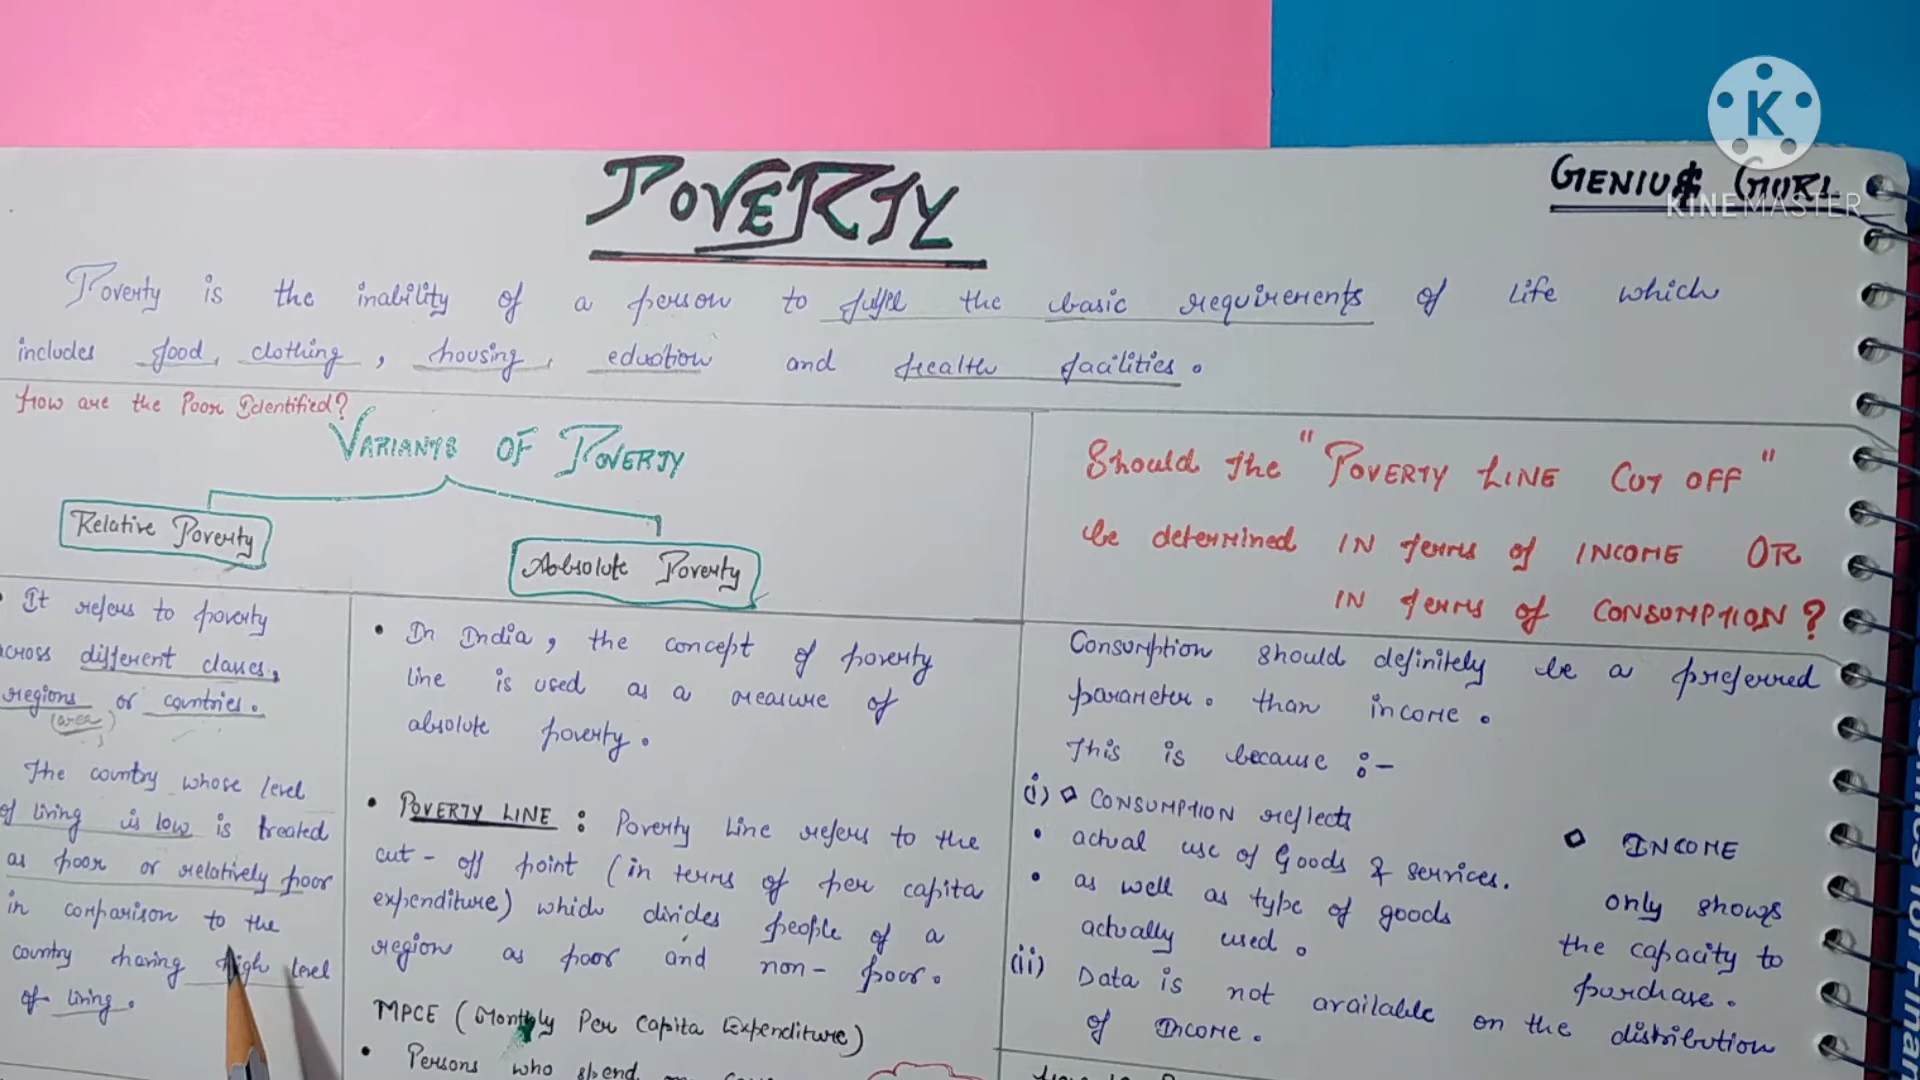 K
KINEMASTER
POVERTY
GENIUS GURL
Poverty is the inability of a person to fulfil the basic requirements of life which
includes food, clothing, housing, eduction and health facilities.
How are the Poor Identified?
VARIANTS OF POVERTY
Relative Poverty
Absolute Poverty
It refers to poverty
across different classes,
regions or countries.
(area)
The country whose level
of living is low is treated
as poor or relatively poor
in comparison to the
country having high level
of living.
• In India, the concept of poverty
line is used as a measure of
absolute poverty.
• POVERTY LINE : Poverty Line refers to the
cut-off point (in terms of per capita
expenditure) which divides people of a
region as poor and non-poor.
MPCE (Monthly Per Capita Expenditure)
• Persons who spend
Should the "POVERTY LINE CUT OFF"
be determined IN terms of INCOME OR
IN terms of CONSUMPTION?
Consumption should definitely be a preferred
parameter. than income.
This is because :-
(i) CONSUMPTION reflects
• actual use of Goods & services.
• as well as type of goods
actually used.
INCOME
only shows
the capacity to
purchase.
(ii) Data is not available on the distribution
of Income.